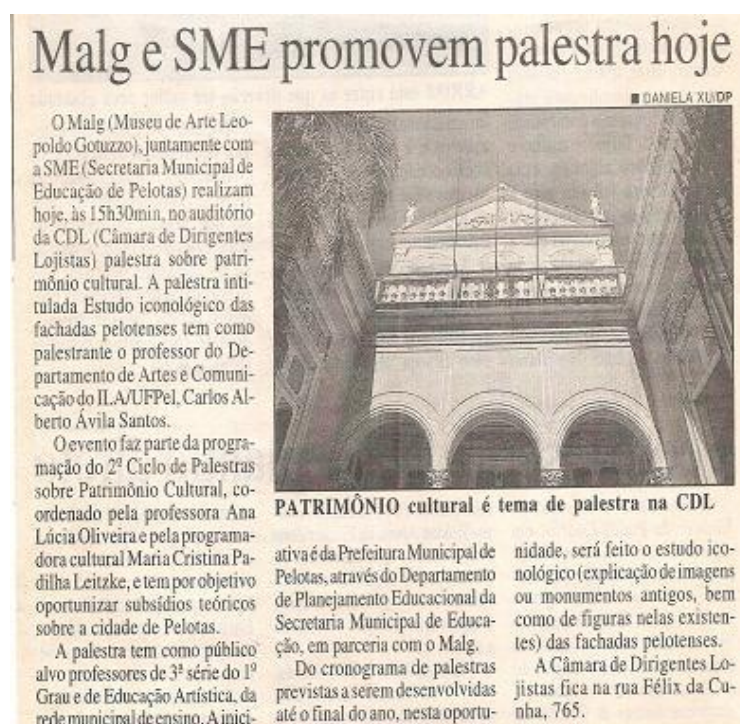 Malg e SME promovem palestra hoje
■ DANIELA XU/DP
O Malg (Museu de Arte Leo-
poldo Gotuzzo), juntamente com
a SME (Secretaria Municipal de
Educação de Pelotas) realizam
hoje, às 15h30min, no auditório
da CDL (Câmara de Dirigentes
Lojistas) palestra sobre patri-
mônio cultural. A palestra inti-
tulada Estudo iconológico das
fachadas pelotenses tem como
palestrante o professor do De-
partamento de Artes e Comuni-
cação do ILA/UFPel, Carlos Al-
berto Ávila Santos.
O evento faz parte da progra-
mação do 2º Ciclo de Palestras
sobre Patrimônio Cultural, co-
ordenado pela professora Ana
Lúcia Oliveira e pela programa-
dora cultural Maria Cristina Pa-
dilha Leitzke, e tem por objetivo
oportunizar subsídios teóricos
sobre a cidade de Pelotas.
A palestra tem como público
alvo professores de 3ª série do 1º
Grau e de Educação Artística, da
rede municipal de ensino. A inici-
PATRIMÔNIO cultural é tema de palestra na CDL
ativa é da Prefeitura Municipal de
Pelotas, através do Departamento
de Planejamento Educacional da
Secretaria Municipal de Educa-
ção, em parceria com o Malg.
Do cronograma de palestras
previstas a serem desenvolvidas
até o final do ano, nesta oportu-
nidade, será feito o estudo ico-
nológico (explicação de imagens
ou monumentos antigos, bem
como de figuras nelas existen-
tes) das fachadas pelotenses.
A Câmara de Dirigentes Lo-
jistas fica na rua Félix da Cu-
nha, 765.